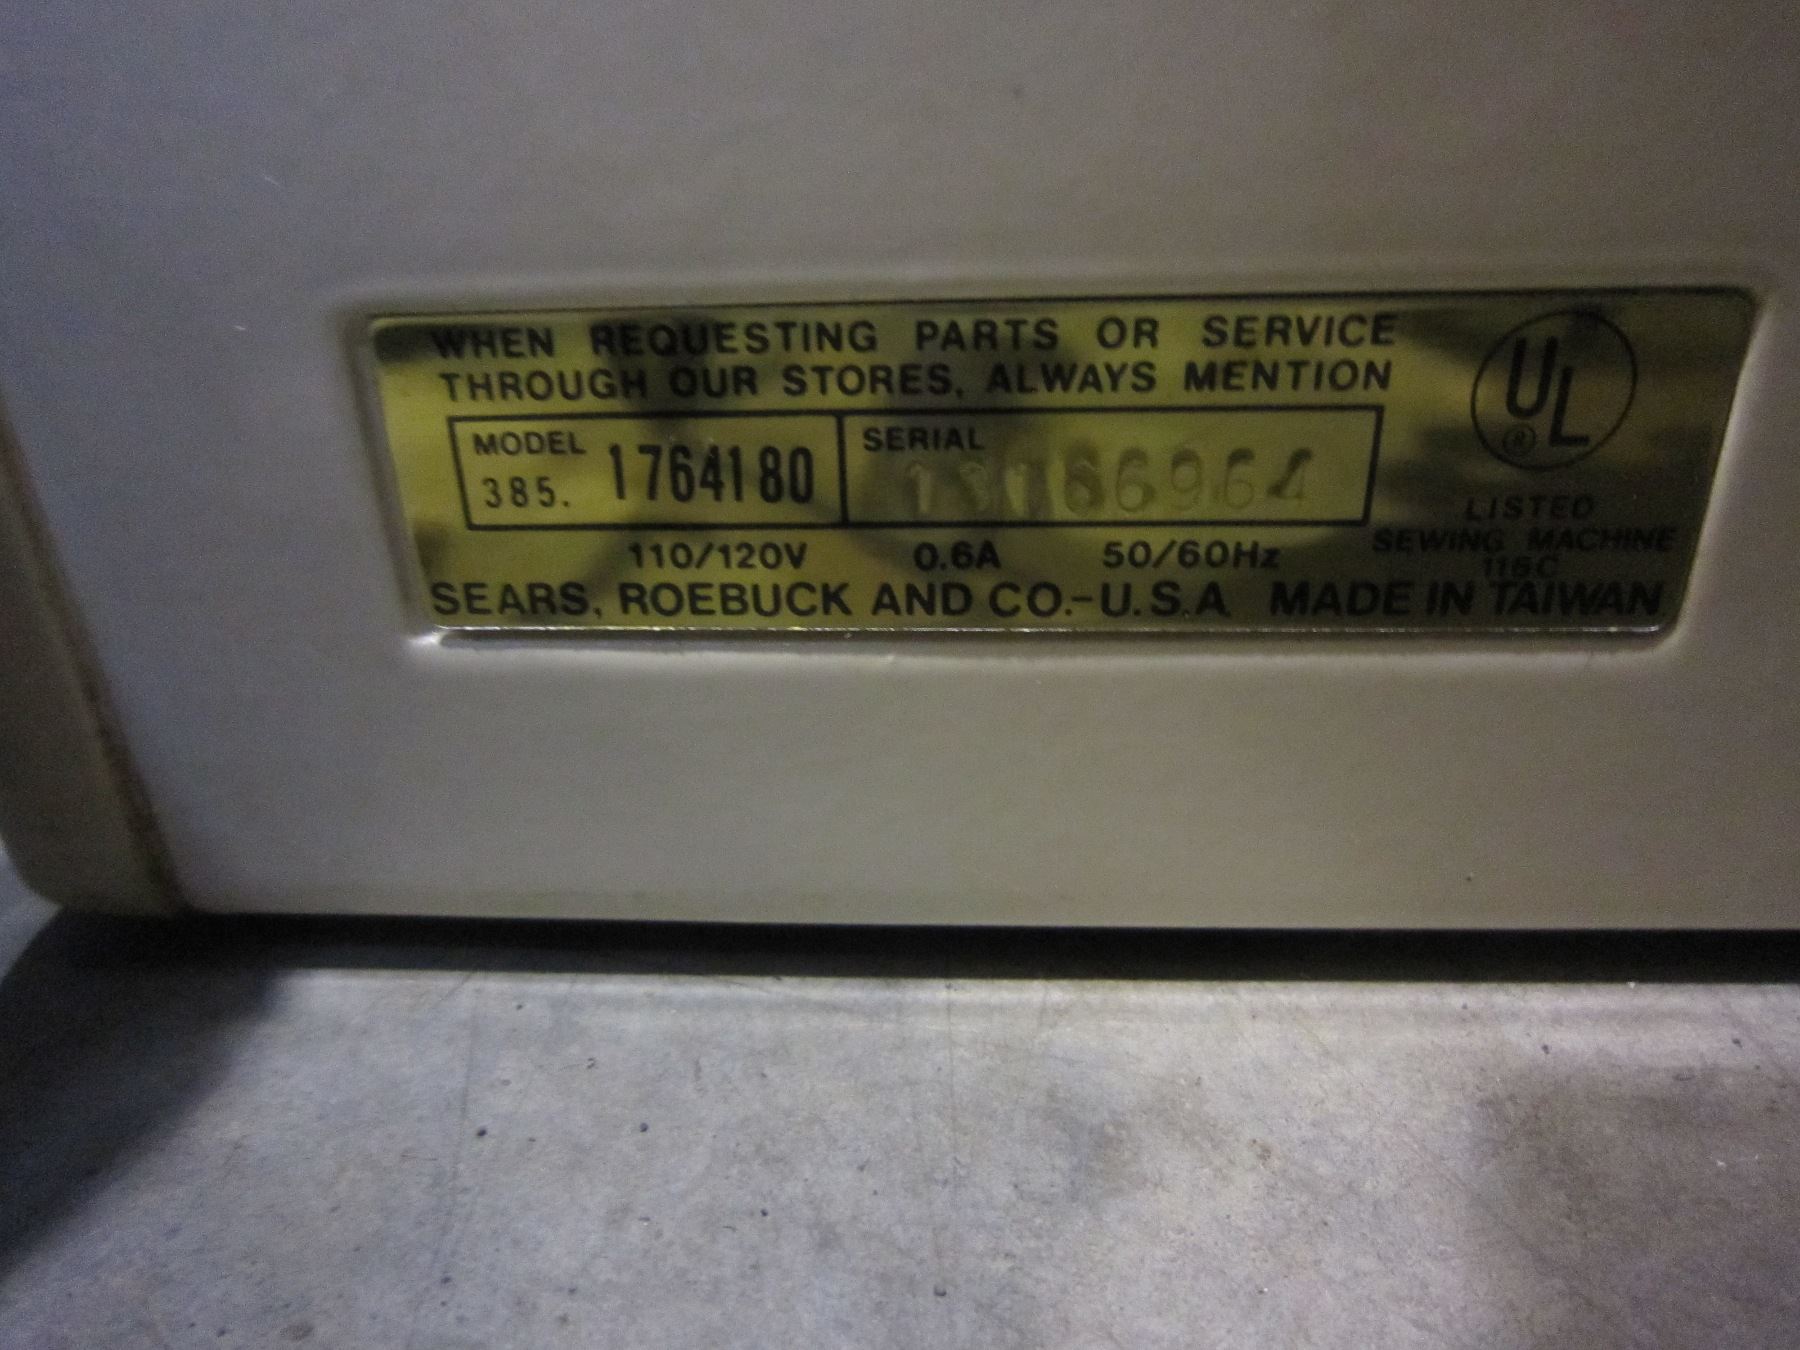 WHEN REQUESTING PARTS OR SERVICE
THROUGH OUR STORES, ALWAYS MENTION
MODEL
385. 1764180
SERIAL
UL
®
LISTED
SEWING MACHINE
116C
110/120V 0.6A 50/60Hz
SEARS, ROEBUCK AND CO.-U.S.A. MADE IN TAIWAN